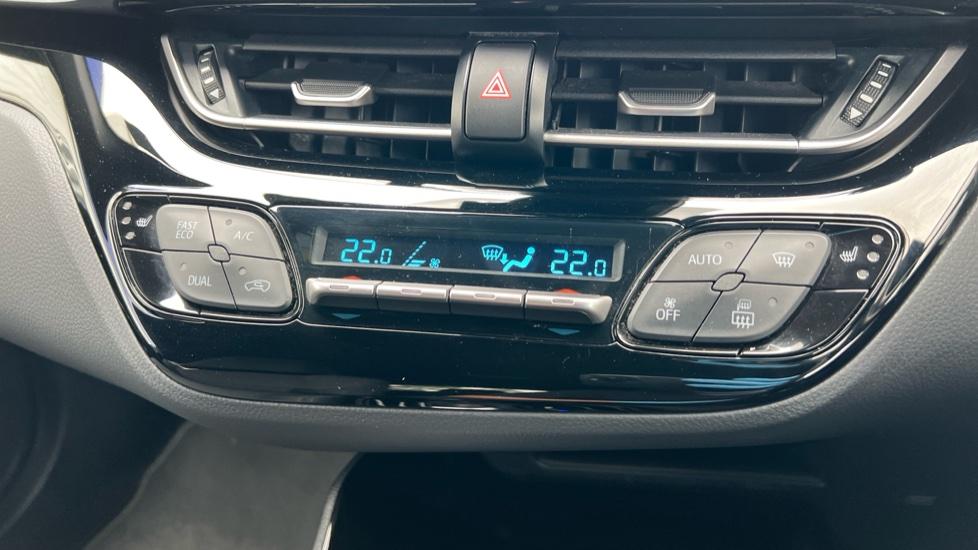 22.0 22.0
FAST
ECO
A/C
DUAL
AUTO
OFF